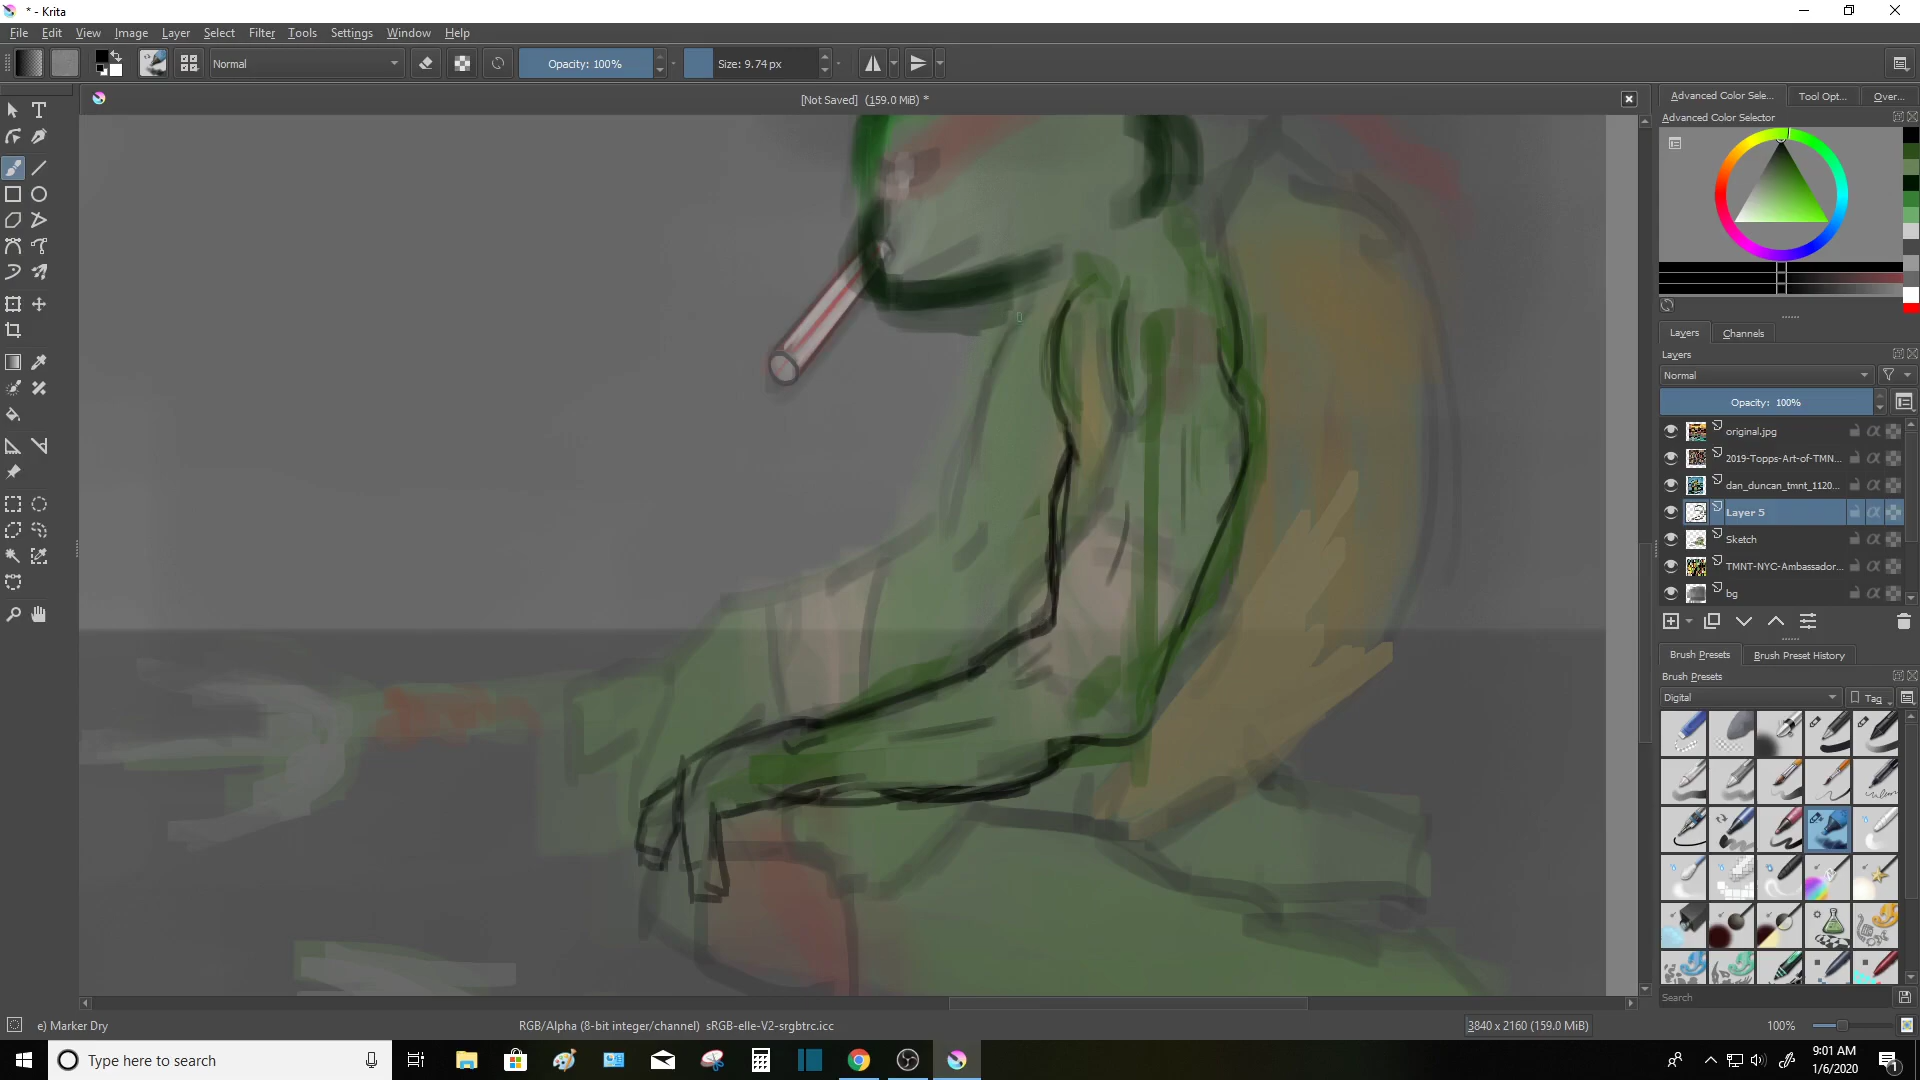 * - Krita
File Edit View Image Layer Select Filter Tools Settings Window Help
Normal
Opacity: 100%
Size: 9.74 px
[Not Saved] (159.0 MiB) *
Advanced Color Sele...
Tool Opt...
Over...
Advanced Color Selector
Layers
Channels
Layers
Normal
Opacity: 100%
original.jpg
2019-Topps-Art-of-TMN...
dan_duncan_tmnt_1120...
Layer 5
Sketch
TMNT-NYC-Ambassador...
bg
Brush Presets
Brush Preset History
Brush Presets
Digital
Tag
Search
e) Marker Dry
RGB/Alpha (8-bit integer/channel) sRGB-elle-V2-srgbtrc.icc
3840 x 2160 (159.0 MiB)
100%
Type here to search
9:01 AM
1/6/2020
1